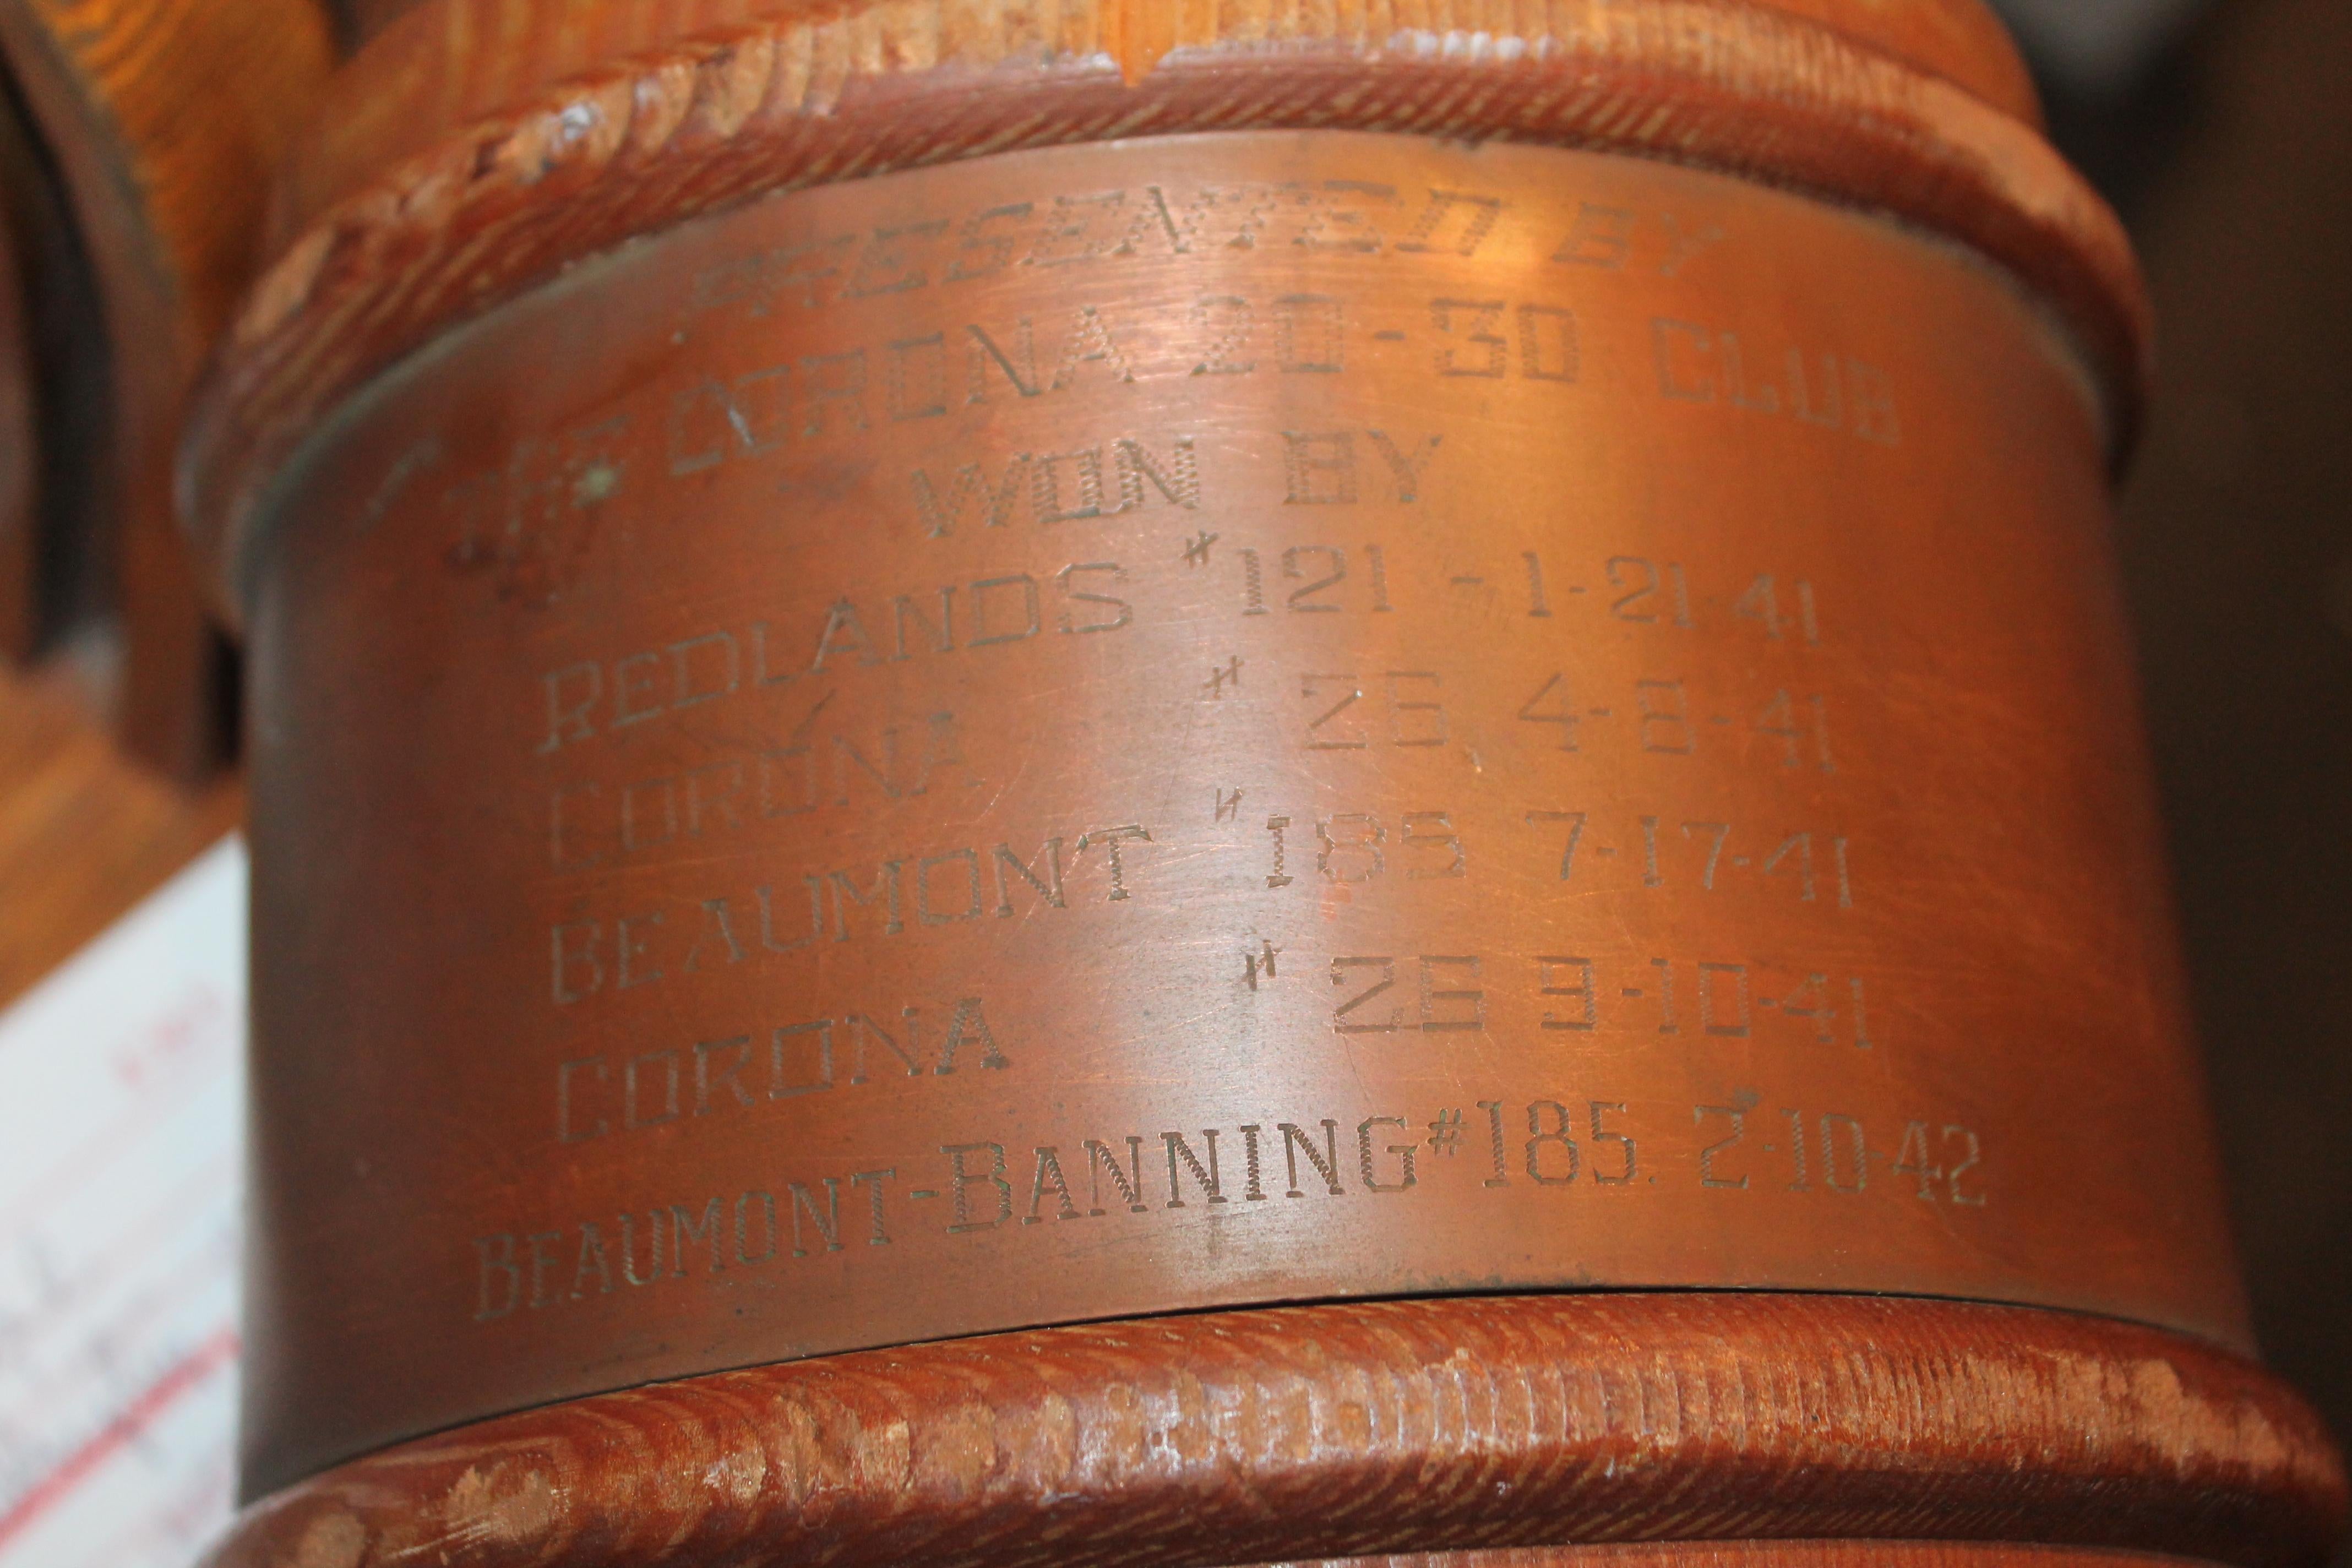 PRESENTED BY
THE CORONA 20-30 CLUB
WON BY
REDLANDS #121 - 1-21-41
CORONA # 26 4-8-41
BEAUMONT #185 7-17-41
CORONA # 26 9-10-41
BEAUMONT-BANNING #185. 2-10-42